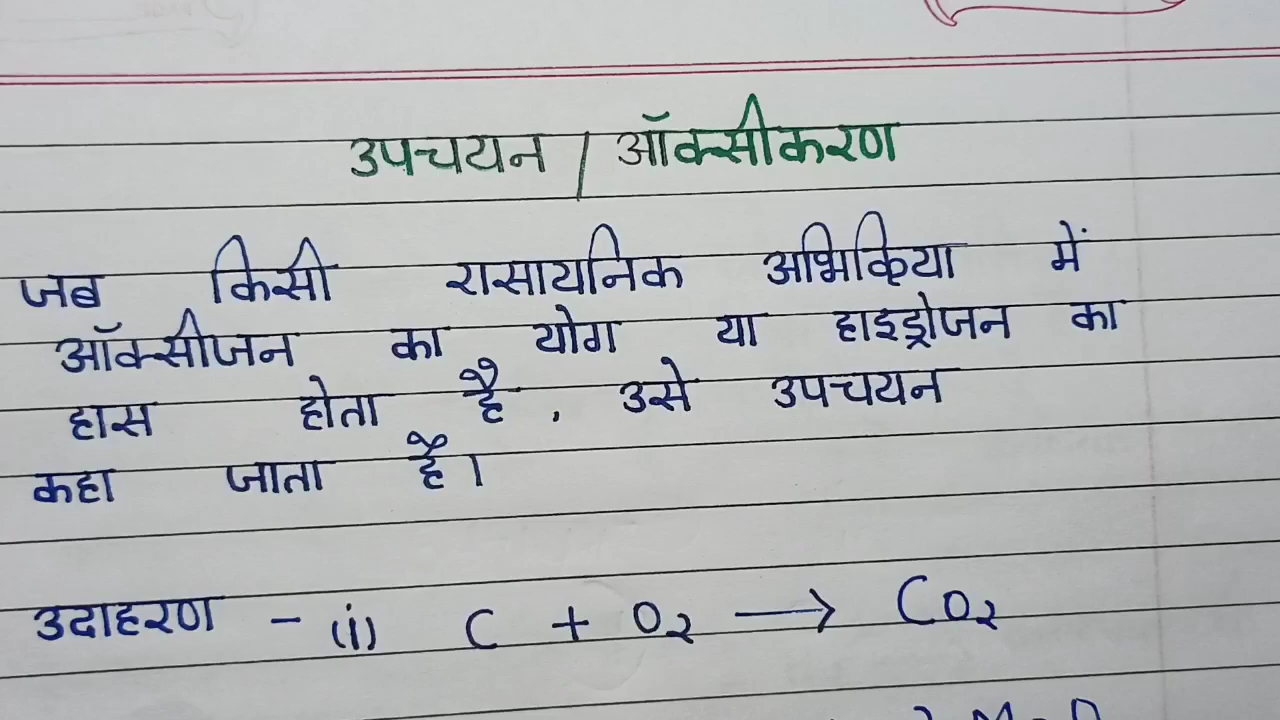 उपचयन / ऑक्सीकरण
जब किसी रासायनिक अभिक्रिया में
ऑक्सीजन का योग या हाइड्रोजन का
हास होता है , उसे उपचयन
कहा जाता है।
उदाहरण - (i) C + O₂ → CO₂